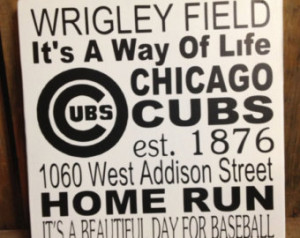 WRIGLEY FIELD
It's A Way Of Life
CUBS
CHICAGO
CUBS
est. 1876
1060 West Addison Street
HOME RUN
IT'S A BEAUTIFUL DAY FOR BASEBALL